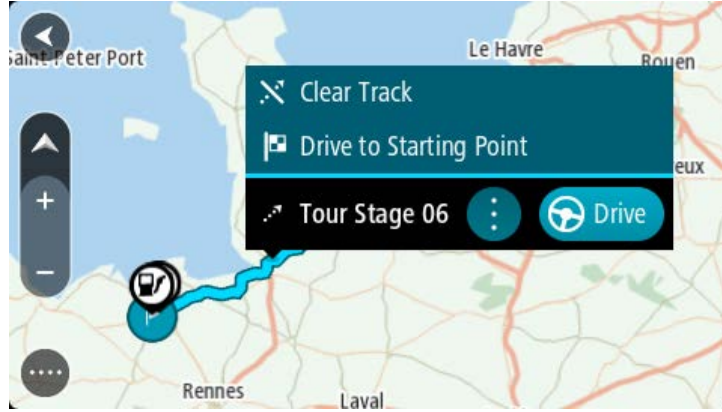 Saint Peter Port
Le Havre
Rouen
Clear Track
Drive to Starting Point
eux
Tour Stage 06
Drive
Rennes
Laval